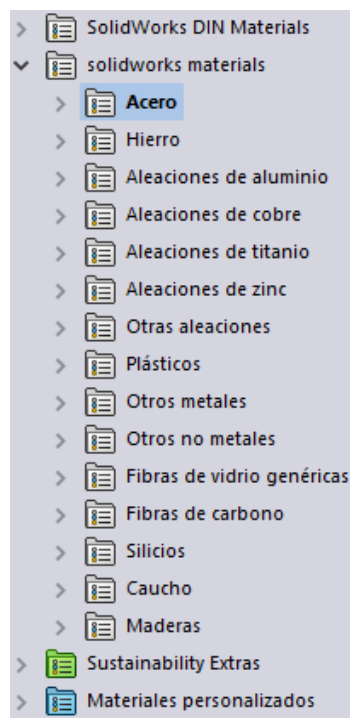 SolidWorks DIN Materials
solidworks materials
Acero
Hierro
Aleaciones de aluminio
Aleaciones de cobre
Aleaciones de titanio
Aleaciones de zinc
Otras aleaciones
Plásticos
Otros metales
Otros no metales
Fibras de vidrio genéricas
Fibras de carbono
Silicios
Caucho
Maderas
Sustainability Extras
Materiales personalizados